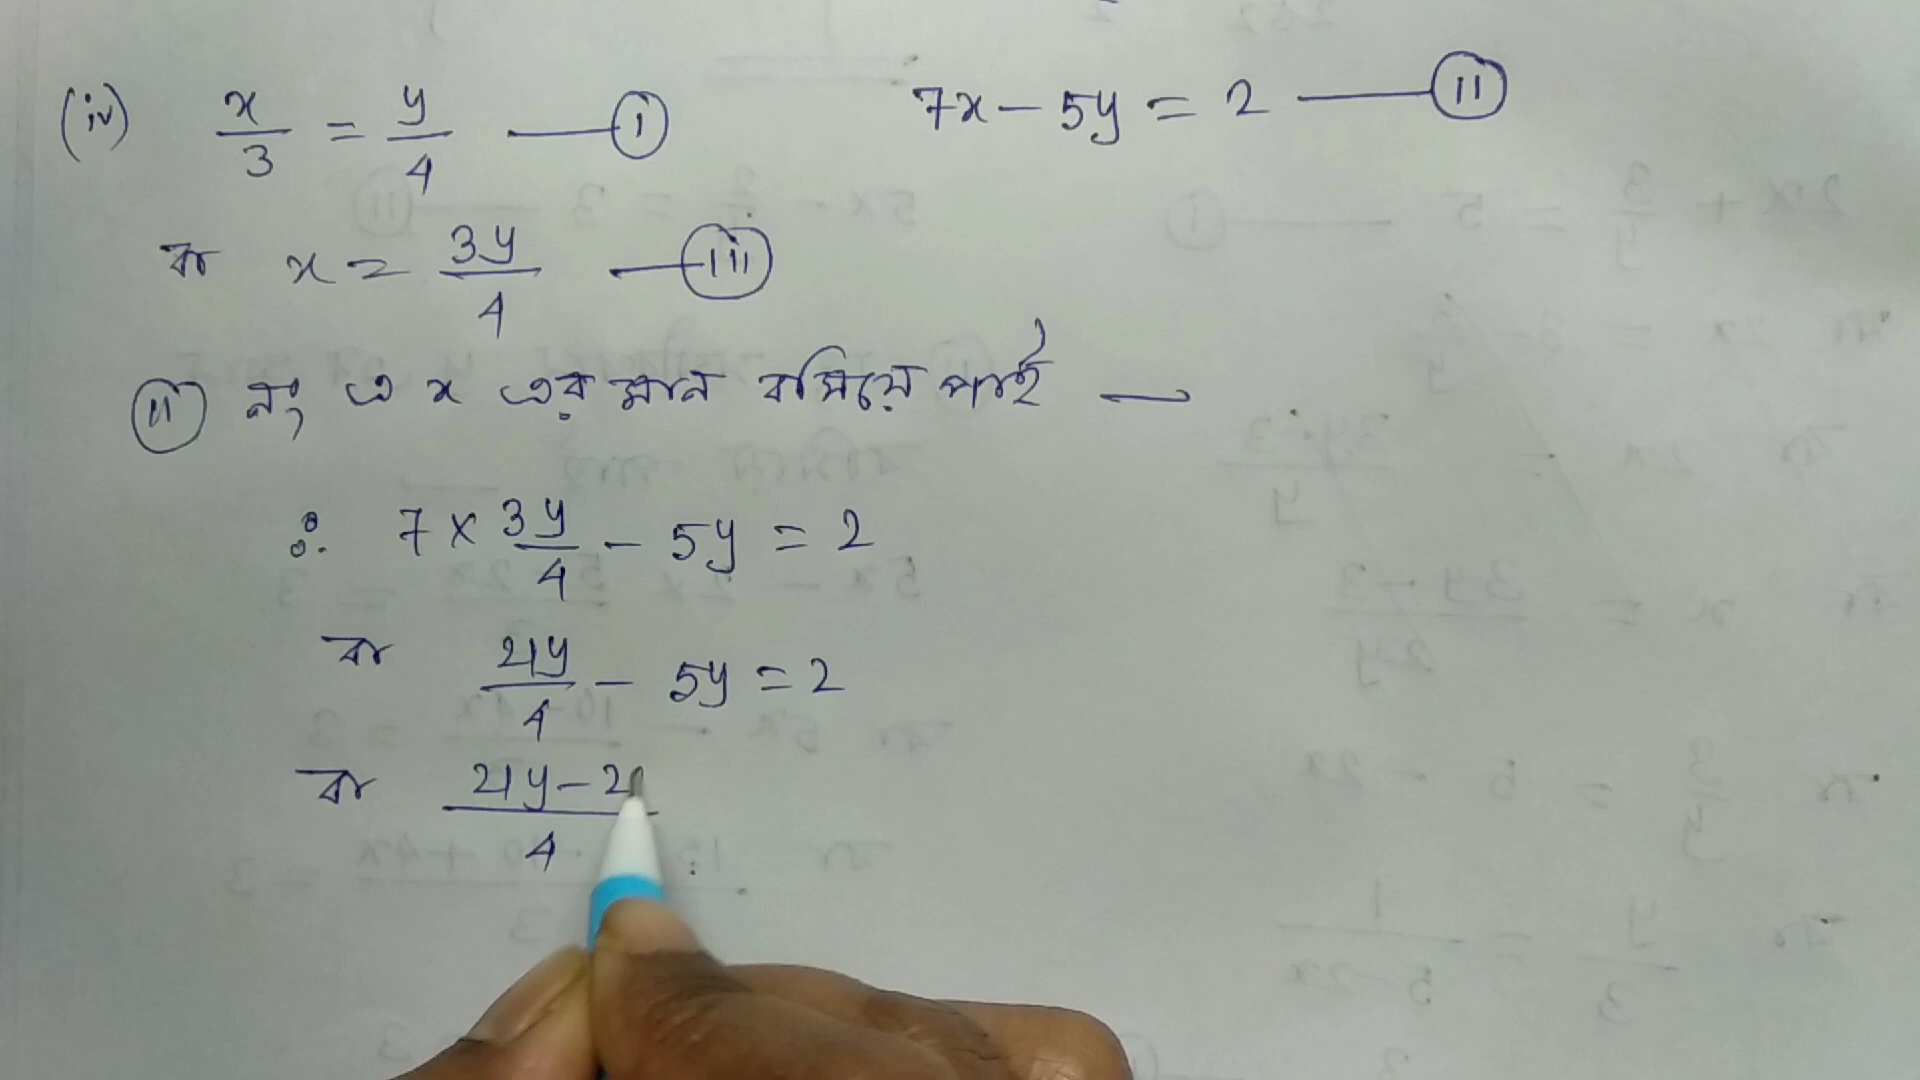 (iv) x/3 = y/4 —— (i) 7x - 5y = 2 —— (ii)
বা x = 3y/4 —— (iii)
(ii) নং এ x এর মান বসিয়ে পাই —
∴ 7 × 3y/4 - 5y = 2
বা 21y/4 - 5y = 2
বা 21y - 20/4